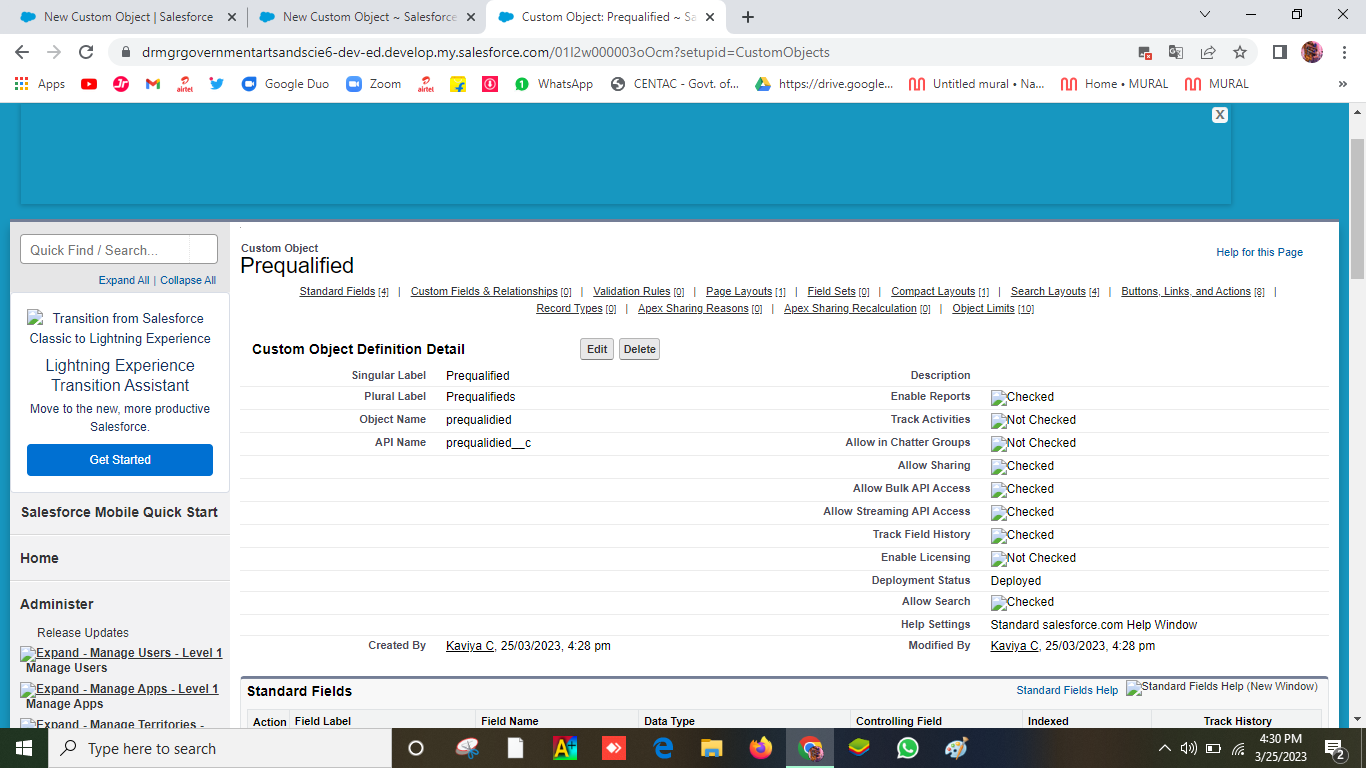 New Custom Object | Salesforce
New Custom Object ~ Salesforce
Custom Object: Prequalified ~ Sa
drmgrgovernmentartsandscie6-dev-ed.develop.my.salesforce.com/01I2w000003oOcm?setupid=CustomObjects
Apps
airtel
Google Duo
Zoom
airtel
WhatsApp
CENTAC - Govt. of...
https://drive.google...
Untitled mural • Na...
Home • MURAL
MURAL
»
X
Quick Find / Search...
Expand All | Collapse All
Transition from Salesforce
Classic to Lightning Experience
Lightning Experience
Transition Assistant
Move to the new, more productive
Salesforce.
Get Started
Salesforce Mobile Quick Start
Home
Administer
Release Updates
Expand - Manage Users - Level 1
Manage Users
Expand - Manage Apps - Level 1
Manage Apps
Expand - Manage Territories -
Custom Object
Prequalified
Help for this Page
Standard Fields [4] | Custom Fields & Relationships [0] | Validation Rules [0] | Page Layouts [1] | Field Sets [0] | Compact Layouts [1] | Search Layouts [4] | Buttons, Links, and Actions [8] |
Record Types [0] | Apex Sharing Reasons [0] | Apex Sharing Recalculation [0] | Object Limits [10]
Custom Object Definition Detail Edit Delete
Singular Label Prequalified Description
Plural Label Prequalifieds Enable Reports Checked
Object Name prequalidied Track Activities Not Checked
API Name prequalidied__c Allow in Chatter Groups Not Checked
Allow Sharing Checked
Allow Bulk API Access Checked
Allow Streaming API Access Checked
Track Field History Checked
Enable Licensing Not Checked
Deployment Status Deployed
Allow Search Checked
Help Settings Standard salesforce.com Help Window
Created By Kaviya C, 25/03/2023, 4:28 pm Modified By Kaviya C, 25/03/2023, 4:28 pm
Standard Fields Standard Fields Help Standard Fields Help (New Window)
Action Field Label Field Name Data Type Controlling Field Indexed Track History
Type here to search
4:30 PM
3/25/2023
2